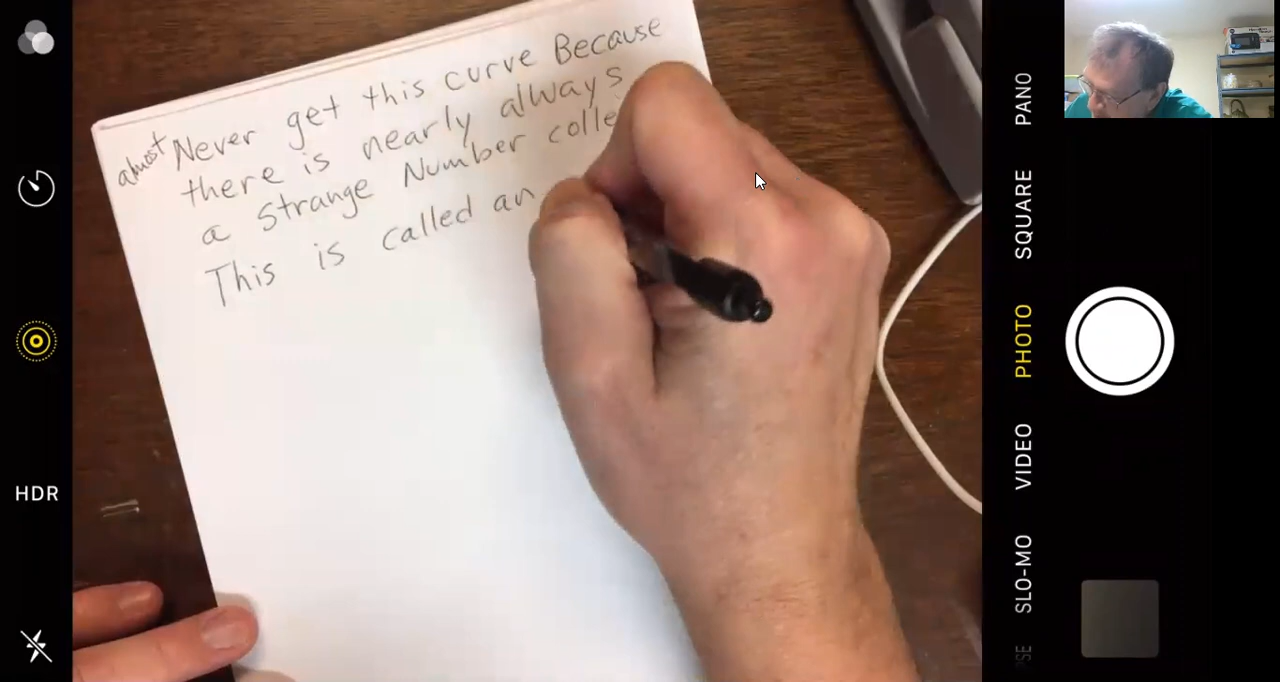 almost Never get this curve Because
there is nearly always
a Strange Number colle
This is called an
HDR
PANO
SQUARE
PHOTO
VIDEO
SLO-MO
SE